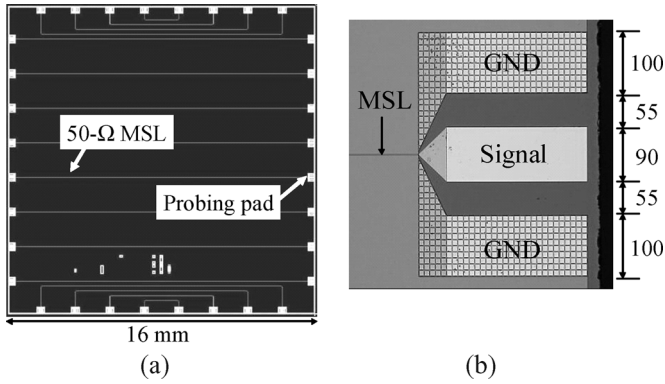 50-Ω MSL
Probing pad
16 mm
(a)
GND
MSL
Signal
GND
100
55
90
55
100
(b)